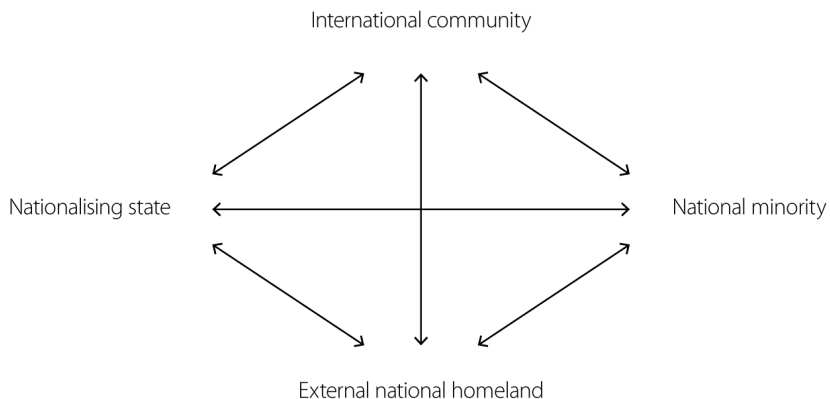 International community
Nationalising state
National minority
External national homeland